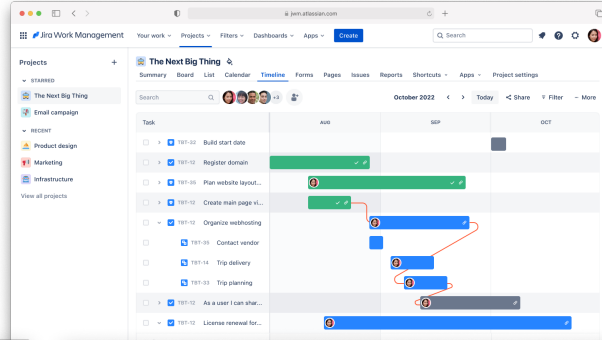 jwm.atlassian.com
Jira Work Management
Your work
Projects
Filters
Dashboards
Apps
Create
Search
Projects
STARRED
The Next Big Thing
Email campaign
RECENT
Product design
Marketing
Infrastructure
View all projects
The Next Big Thing
Summary
Board
List
Calendar
Timeline
Forms
Pages
Issues
Reports
Shortcuts
Apps
Project settings
Search
+3
October 2022
Today
Share
Filter
More
Task
AUG
SEP
OCT
TBT-33 Build start date
TBT-12 Register domain
TBT-35 Plan website layout...
TBT-12 Create main page vi...
TBT-12 Organize webhosting
TBT-35 Contact vendor
TBT-14 Trip delivery
TBT-33 Trip planning
TBT-12 As a user I can shar...
TBT-12 License renewal for...